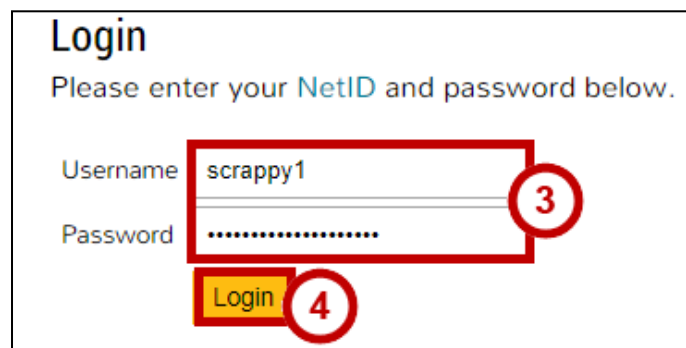 Login
Please enter your NetID and password below.
Username scrappy1
3
Password ••••••••••••••••••••
Login 4